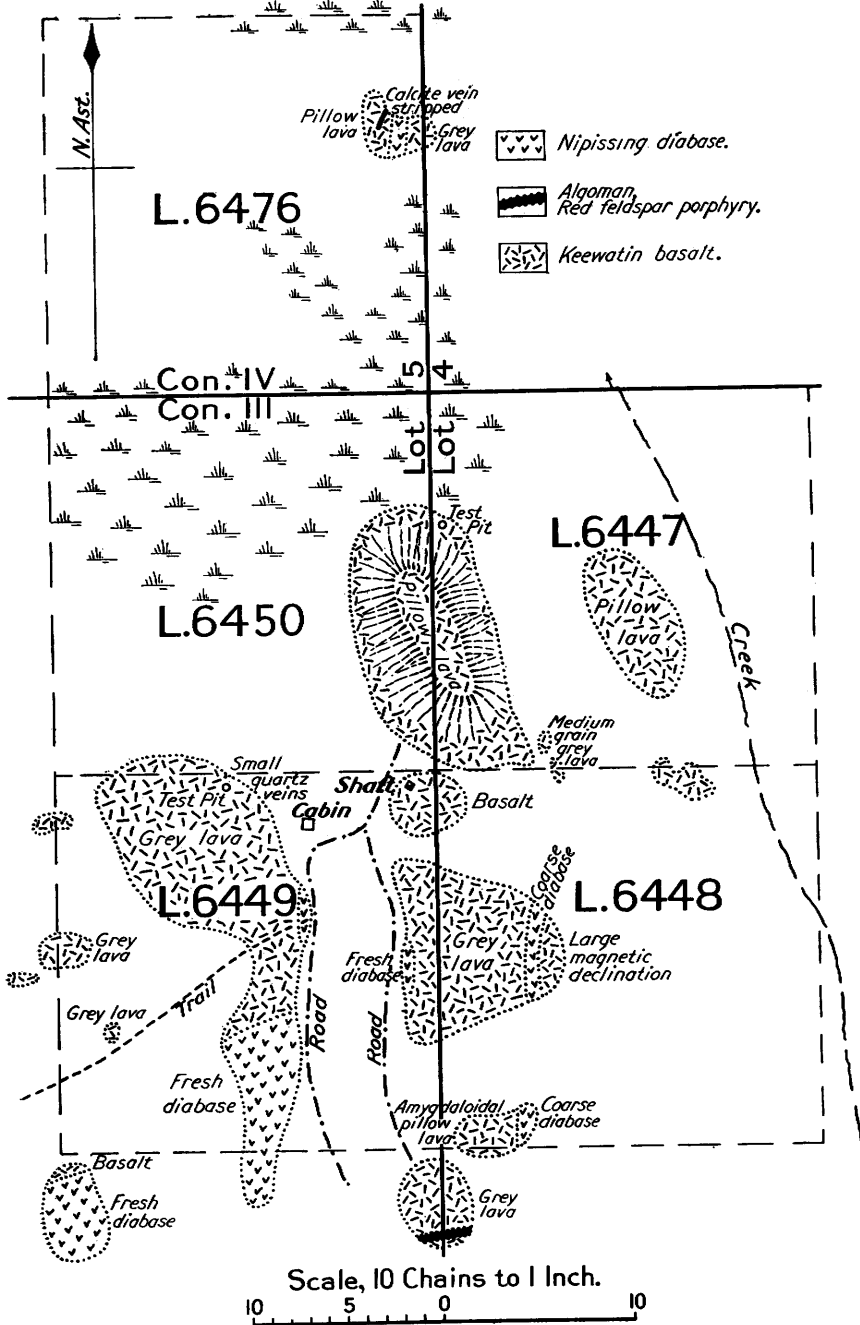 N. Ast.
Calcite vein
stripped
Pillow
lava
Grey
lava
Nipissing diabase.
Algoman,
Red feldspar porphyry.
Keewatin basalt.
L.6476
Con. IV
Con. III
5
4
Lot
Lot
Test
Pit
L.6447
Pillow
lava
L.6450
Pillow lava
Creek
Medium
grain
grey
lava
Small
quartz
veins
Test Pit
Shaft
Cabin
Basalt
Grey lava
L.6449
Coarse
diabase
L.6448
Grey
lava
Fresh
diabase
Grey
lava
Large
magnetic
declination
Trail
Grey lava
Road
Road
Fresh
diabase
Amygdaloidal
pillow
lava
Coarse
diabase
Basalt
Fresh
diabase
Grey
lava
Scale, 10 Chains to 1 Inch.
10 5 0 10